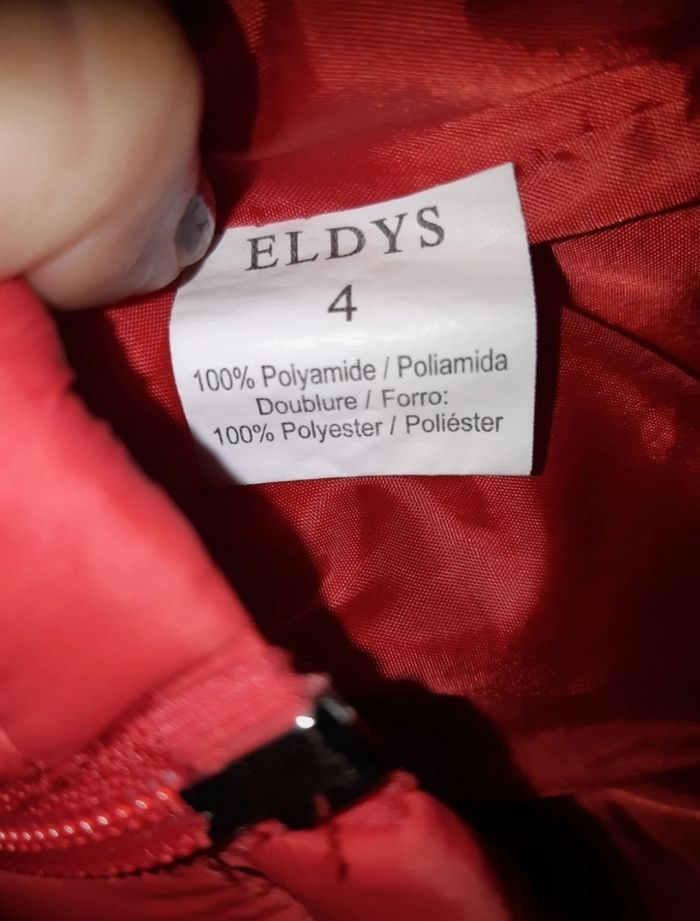 ELDYS
4
100% Polyamide / Poliamida
Doublure / Forro:
100% Polyester / Poliéster